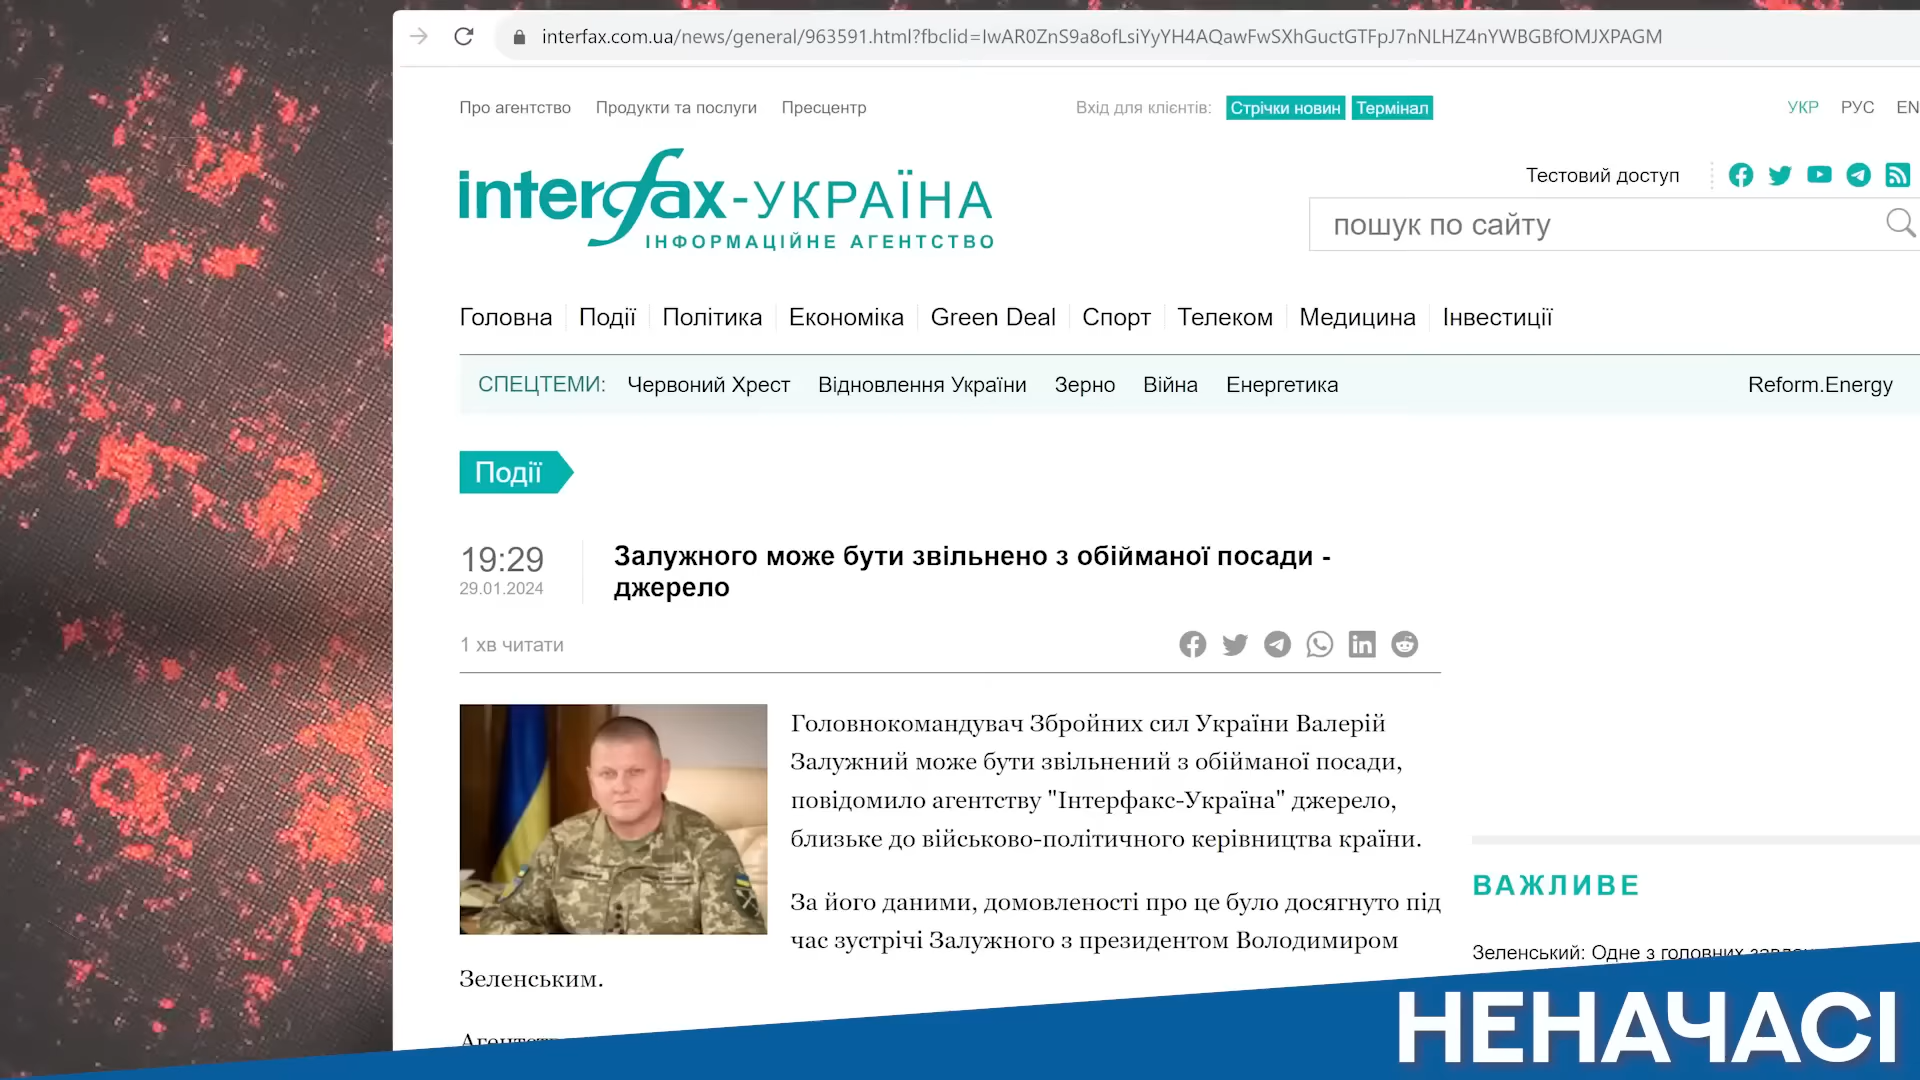 interfax.com.ua/news/general/963591.html?fbclid=IwAR0ZnS9a8ofLsiYyYH4AQawFwSXhGuctGTFpJ7nNLHZ4nYWBGBfOMJXPAGM
Про агентство Продукти та послуги Пресцентр Вхід для клієнтів: Стрічки новин Термінал УКР РУС EN
Тестовий доступ
interfax-УКРАЇНА
ІНФОРМАЦІЙНЕ АГЕНТСТВО
пошук по сайту
Головна Події Політика Економіка Green Deal Спорт Телеком Медицина Інвестиції
СПЕЦТЕМИ: Червоний Хрест Відновлення України Зерно Війна Енергетика Reform.Energy
Події
19:29
29.01.2024
Залужного може бути звільнено з обійманої посади -
джерело
1 хв читати
Головнокомандувач Збройних сил України Валерій
Залужний може бути звільнений з обійманої посади,
повідомило агентству "Інтерфакс-Україна" джерело,
близьке до військово-політичного керівництва країни.
За його даними, домовленості про це було досягнуто під
час зустрічі Залужного з президентом Володимиром
Зеленським.
ВАЖЛИВЕ
Зеленський: Одне з головних
НЕНАЧАСІ